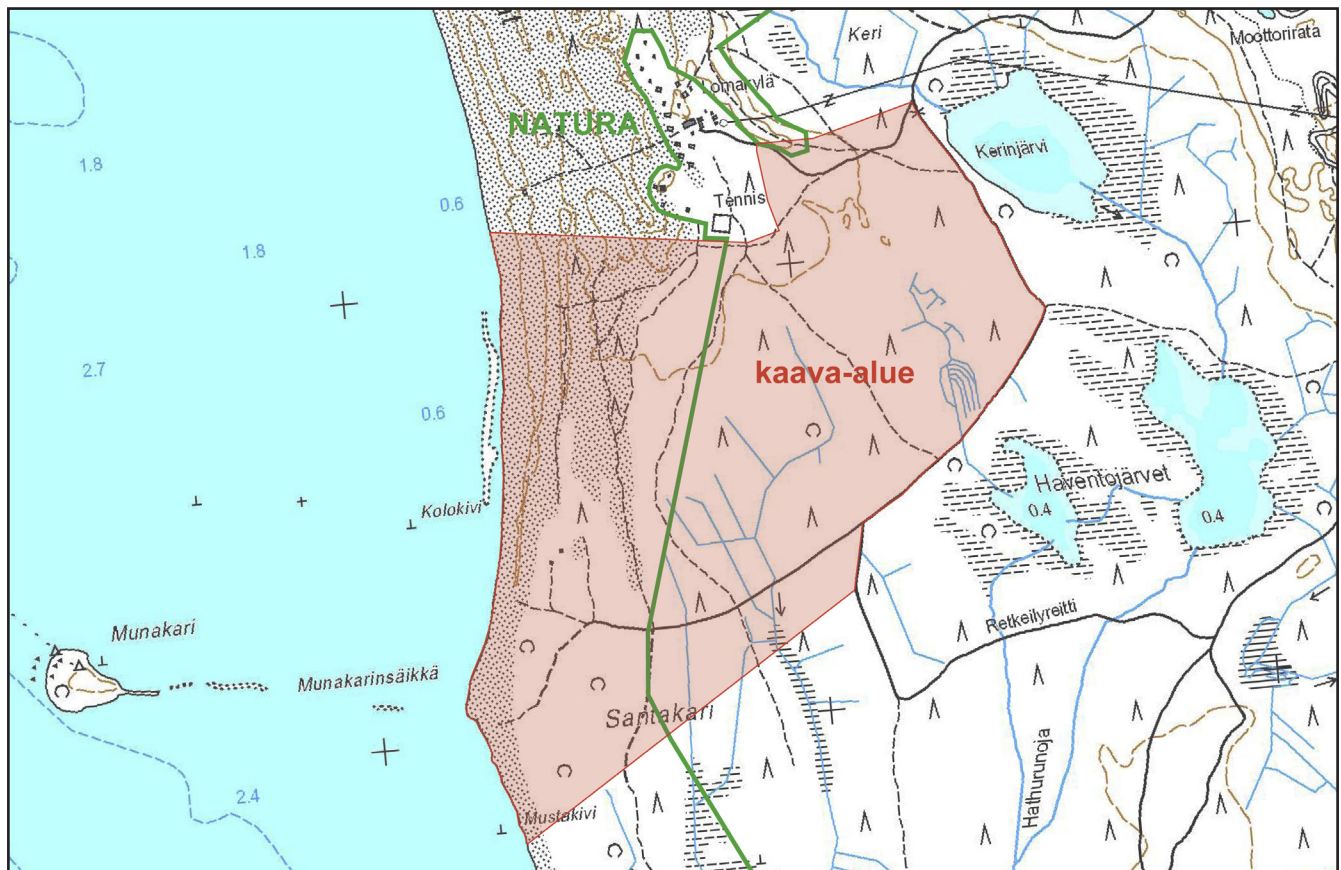 Keri
Moottorirata
Lomakylä
N
N
NATURA
1.8
Kerinjärvi
0.6
Tennis
1.8
2.7
kaava-alue
0.6
Haventojärvet
Kolokivi
0.4
0.4
Retkeilyreitti
Munakari
Munakarinsäikkä
Santakari
Hathurunoja
2.4
Mustakivi